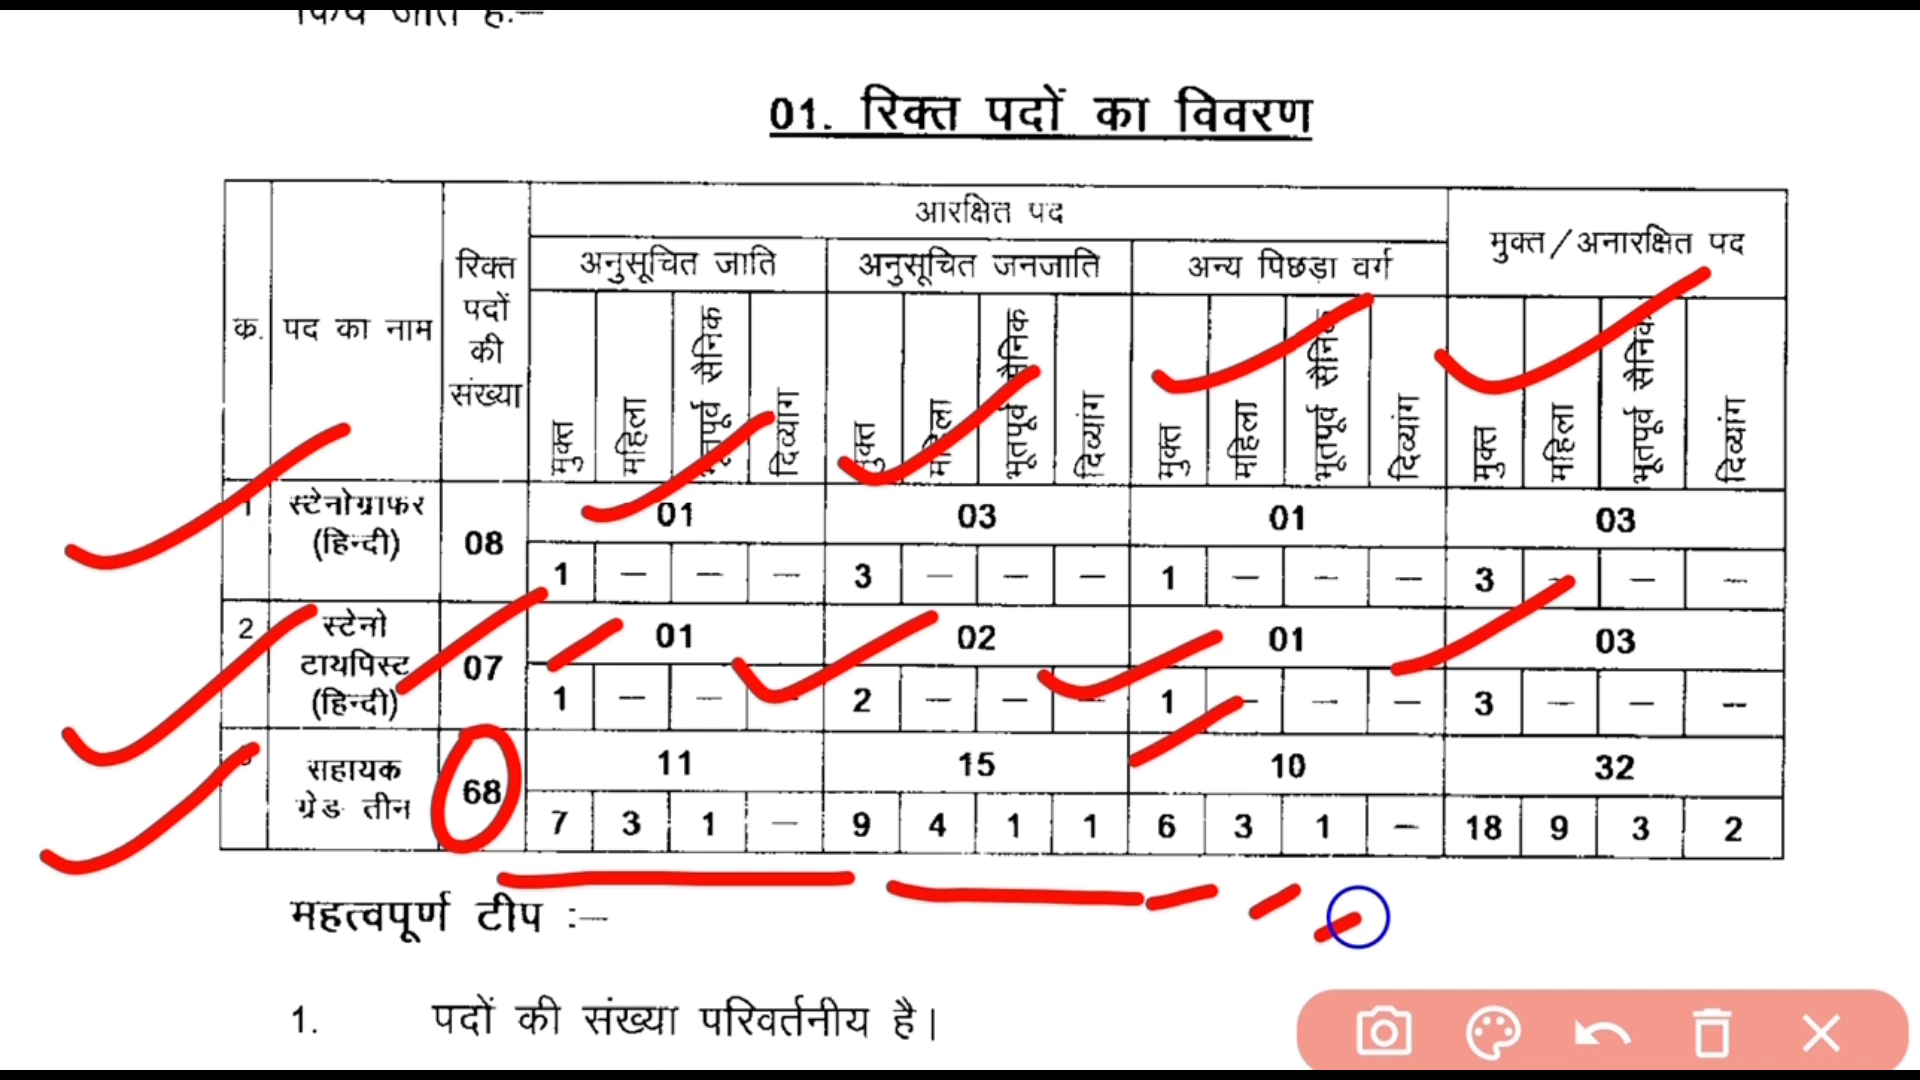 01. रिक्त पदों का विवरण
क्र. पद का नाम रिक्त पदों की संख्या आरक्षित पद मुक्त/अनारक्षित पद
अनुसूचित जाति अनुसूचित जनजाति अन्य पिछड़ा वर्ग
मुक्त महिला भूतपूर्व सैनिक दिव्यांग मुक्त महिला भूतपूर्व सैनिक दिव्यांग मुक्त महिला भूतपूर्व सैनिक दिव्यांग मुक्त महिला भूतपूर्व सैनिक दिव्यांग
1 स्टेनोग्राफर (हिन्दी) 08 01 03 01 03
1 – – – 3 – – – 1 – – – 3 – – –
2 स्टेनो टायपिस्ट (हिन्दी) 07 01 02 01 03
1 – – 2 – – – 1 – – – 3 – – –
सहायक ग्रेड तीन 68 11 15 10 32
7 3 1 – 9 4 1 1 6 3 1 – 18 9 3 2
महत्वपूर्ण टीप :–
1. पदों की संख्या परिवर्तनीय है।